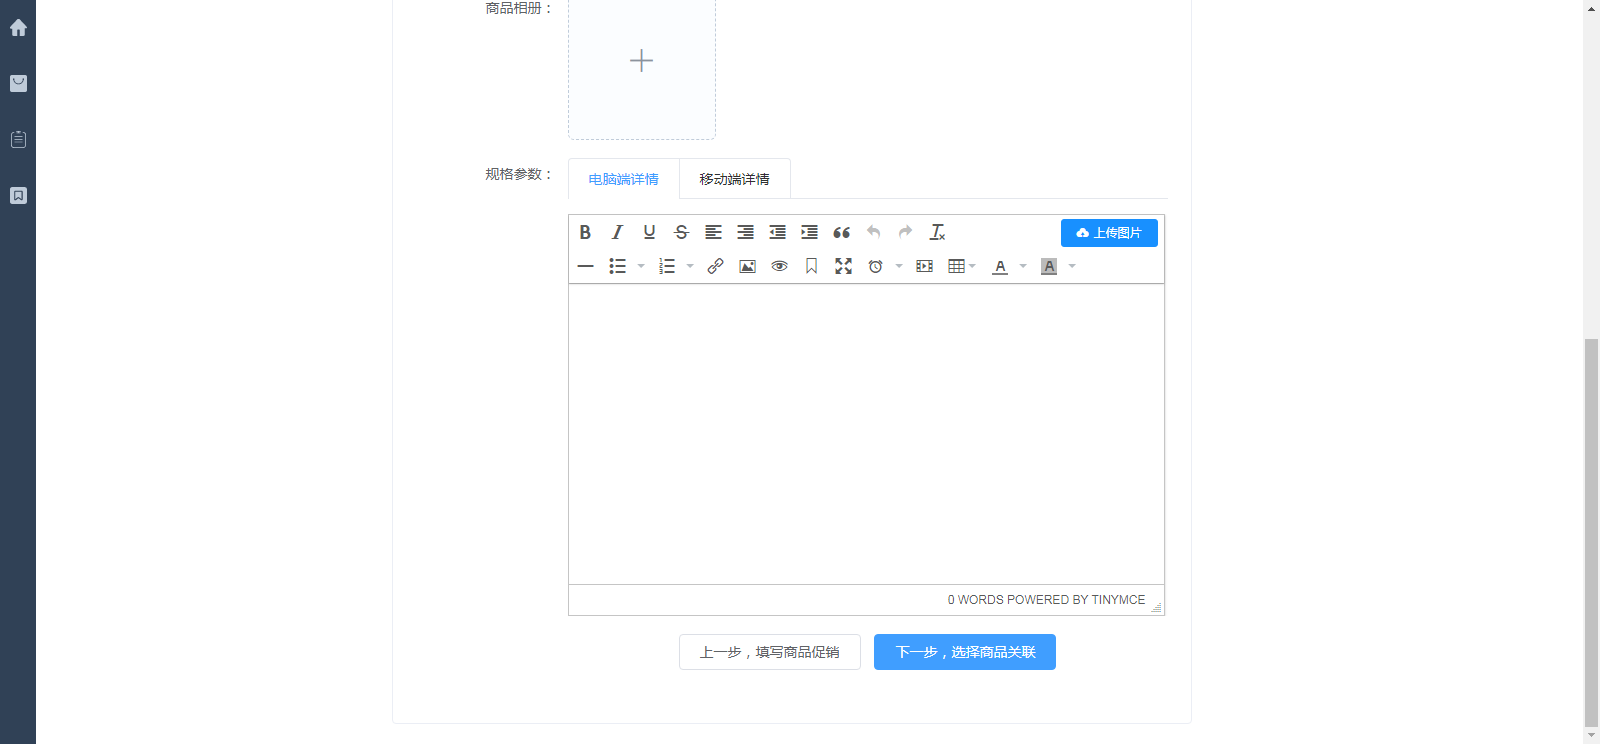 商品相册：
规格参数：
电脑端详情 移动端详情
上传图片
0 WORDS POWERED BY TINYMCE
上一步，填写商品促销 下一步，选择商品关联